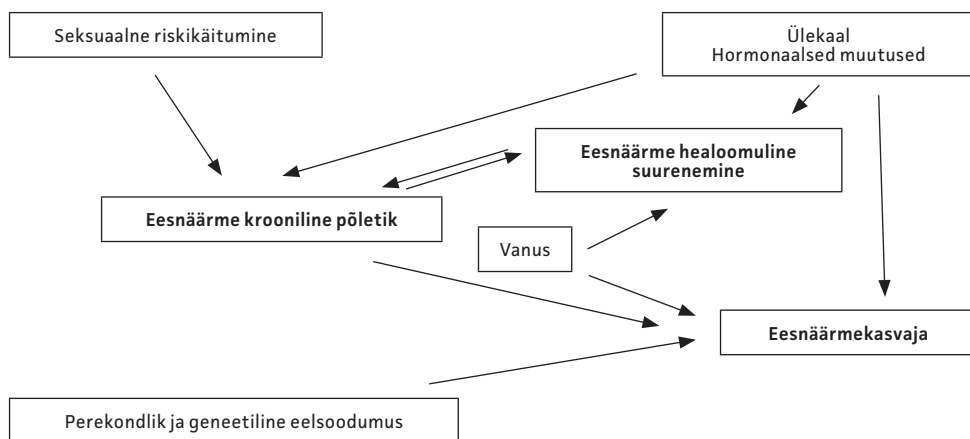 Seksuaalne riskikäitumine
Ülekaal
Hormonaalsed muutused
Eesnäärme healoomuline
suurenemine
Eesnäärme krooniline põletik
Vanus
Eesnäärmekasvaja
Perekondlik ja geneetiline eelsoodumus